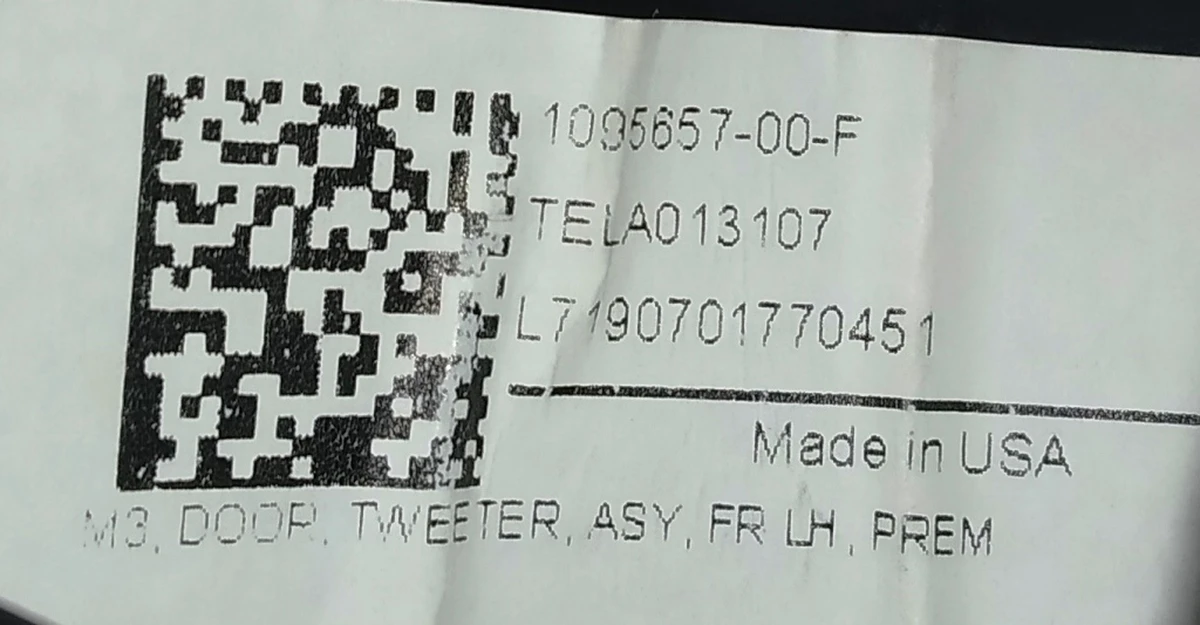 1095657-00-F
TELA013107
L7190701770451
Made in USA
M3, DOOR, TWEETER, ASY, FR LH, PREM